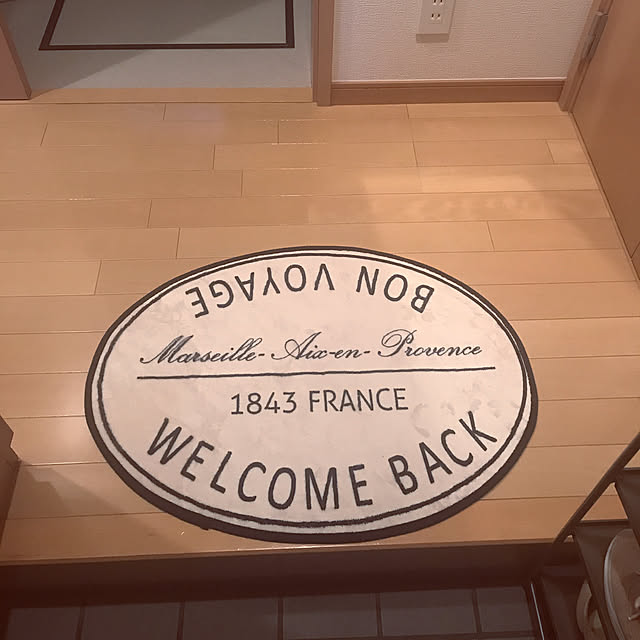 BON VOYAGE
Marseille-Aix-en-Provence
1843 FRANCE
WELCOME BACK